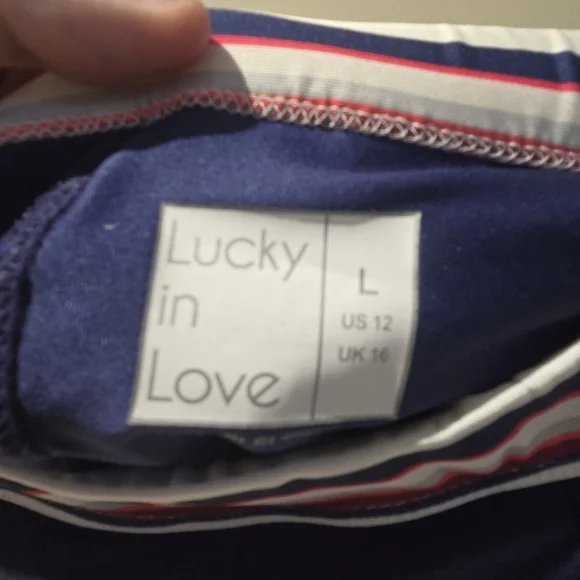 Lucky
in
Love
L
US 12
UK 16